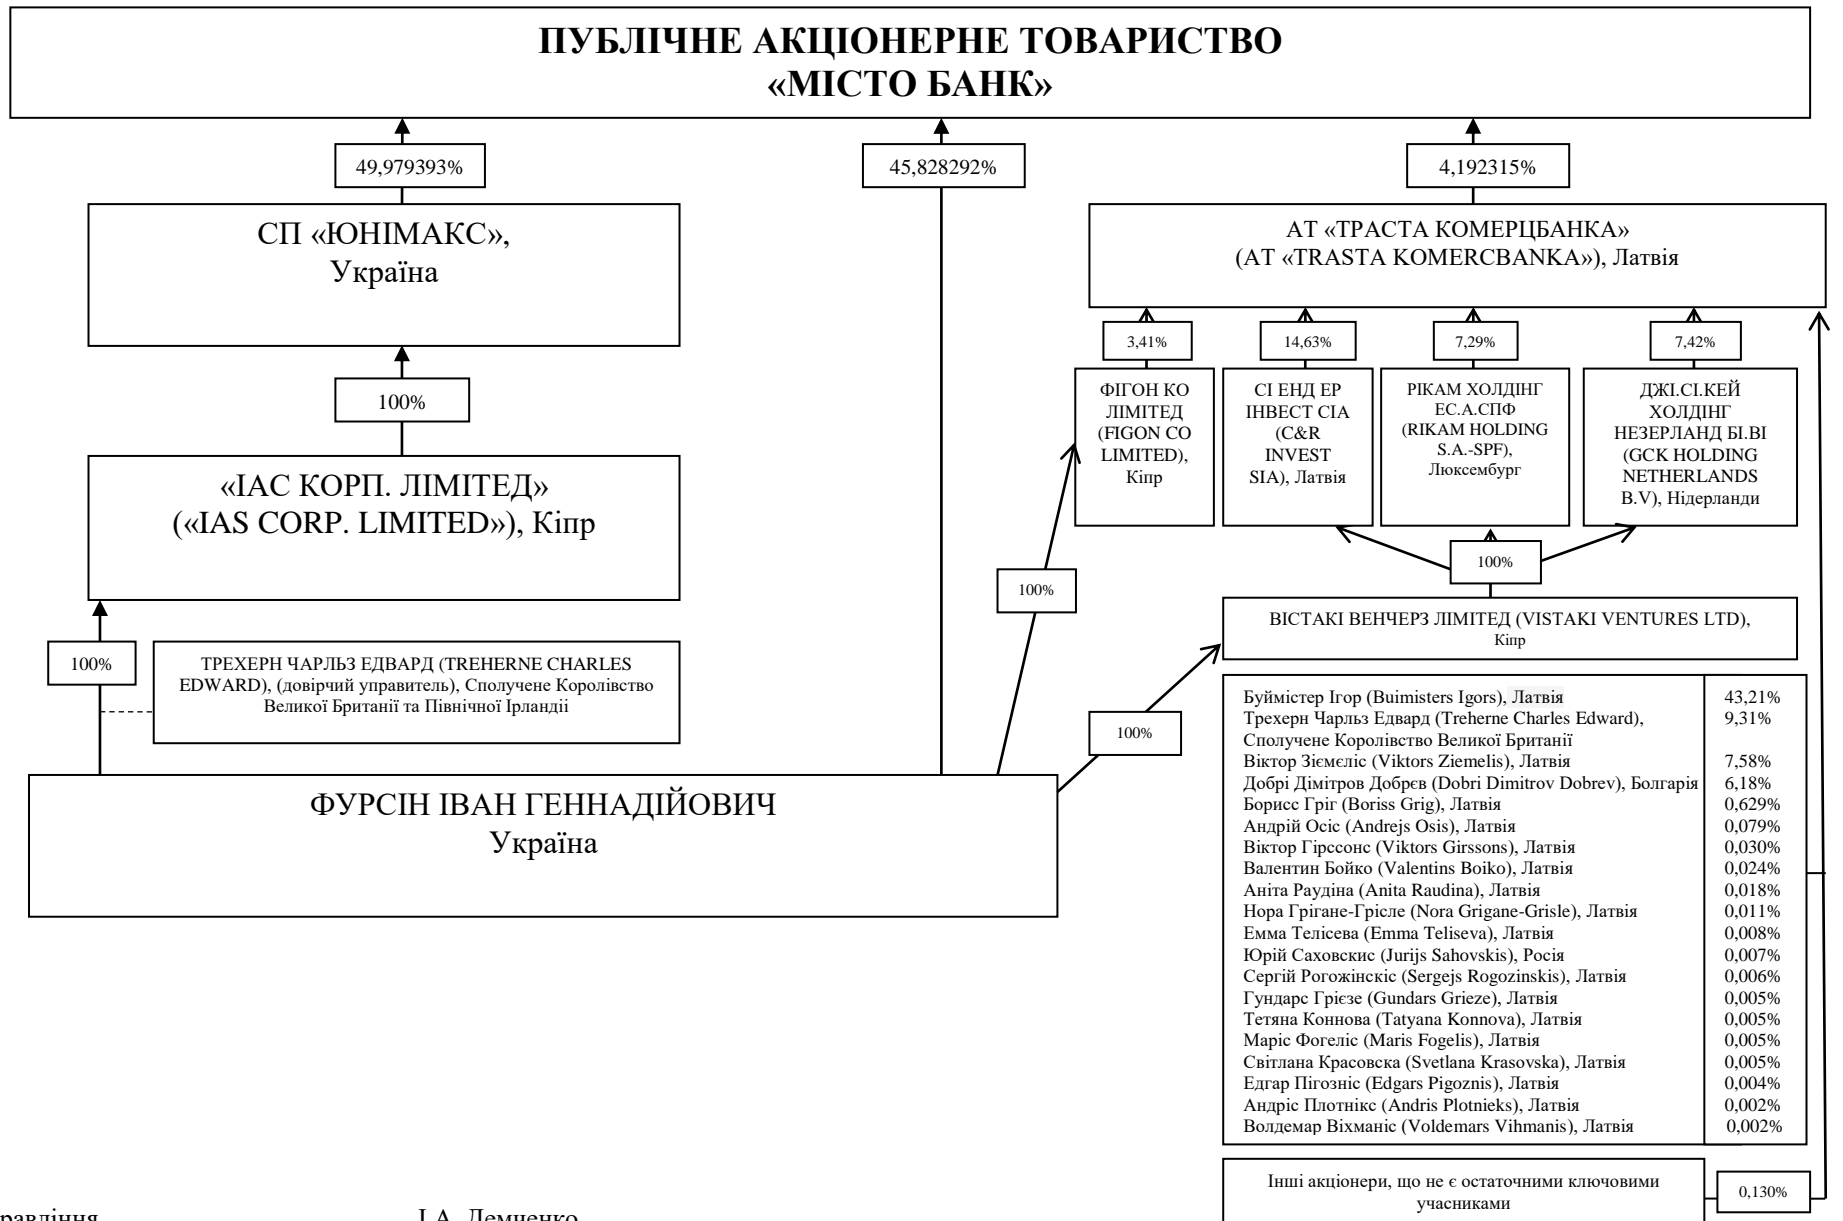 ПУБЛІЧНЕ АКЦІОНЕРНЕ ТОВАРИСТВО
«МІСТО БАНК»
49,979393%
45,828292%
4,192315%
СП «ЮНІМАКС»,
Україна
АТ «ТРАСТА КОМЕРЦБАНКА»
(АТ «TRASTA KOMERCBANKA»), Латвія
3,41%
14,63%
7,29%
7,42%
100%
ФІГОН КО
ЛІМІТЕД
(FIGON CO
LIMITED),
Кіпр
СІ ЕНД ЕР
ІНВЕСТ СІА
(C&R
INVEST
SIA), Латвія
РІКАМ ХОЛДІНГ
ЕС.А.СПФ
(RIKAM HOLDING
S.A.-SPF),
Люксембург
ДЖІ.СІ.КЕЙ
ХОЛДІНГ
НЕЗЕРЛАНД БІ.ВІ
(GCK HOLDING
NETHERLANDS
B.V), Нідерланди
«ІАС КОРП. ЛІМІТЕД»
(«IAS CORP. LIMITED»), Кіпр
100%
100%
ВІСТАКІ ВЕНЧЕРЗ ЛІМІТЕД (VISTAKI VENTURES LTD),
Кіпр
100%
ТРЕХЕРН ЧАРЛЬЗ ЕДВАРД (TREHERNE CHARLES
EDWARD), (довірчий управитель), Сполучене Королівство
Великої Британії та Північної Ірландії
100%
ФУРСІН ІВАН ГЕННАДІЙОВИЧ
Україна
Буймістер Ігор (Buimisters Igors), Латвія 43,21%
Трехерн Чарльз Едвард (Treherne Charles Edward), 9,31%
Сполучене Королівство Великої Британії
Віктор Зіємєліс (Viktors Ziemelis), Латвія 7,58%
Добрі Дімітров Добрєв (Dobri Dimitrov Dobrev), Болгарія 6,18%
Борисс Гріг (Boriss Grig), Латвія 0,629%
Андрій Осіс (Andrejs Osis), Латвія 0,079%
Віктор Гірссонс (Viktors Girssons), Латвія 0,030%
Валентин Бойко (Valentins Boiko), Латвія 0,024%
Аніта Раудіна (Anita Raudina), Латвія 0,018%
Нора Грігане-Грісле (Nora Grigane-Grisle), Латвія 0,011%
Емма Телісева (Emma Teliseva), Латвія 0,008%
Юрій Саховскис (Jurijs Sahovskis), Росія 0,007%
Сергій Рогожінскіс (Sergejs Rogozinskis), Латвія 0,006%
Гундарс Грієзе (Gundars Grieze), Латвія 0,005%
Тетяна Коннова (Tatyana Konnova), Латвія 0,005%
Маріс Фогеліс (Maris Fogelis), Латвія 0,005%
Світлана Красовска (Svetlana Krasovska), Латвія 0,005%
Едгар Пігозніс (Edgars Pigoznis), Латвія 0,004%
Андріс Плотнікс (Andris Plotnieks), Латвія 0,002%
Волдемар Віхманіс (Voldemars Vihmanis), Латвія 0,002%
Інші акціонери, що не є остаточними ключовими
учасниками
0,130%
равління І.А. Демченко